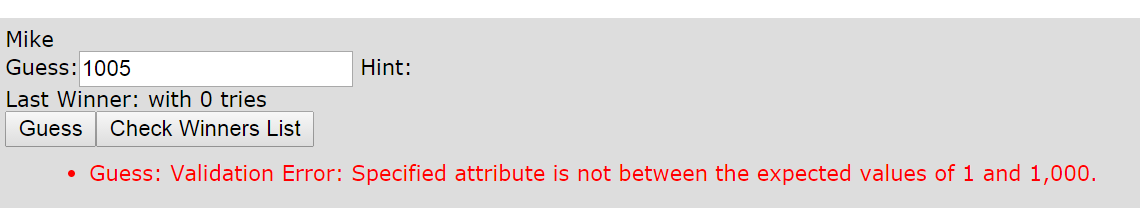 Mike
Guess: 1005 Hint:
Last Winner: with 0 tries
Guess Check Winners List
• Guess: Validation Error: Specified attribute is not between the expected values of 1 and 1,000.